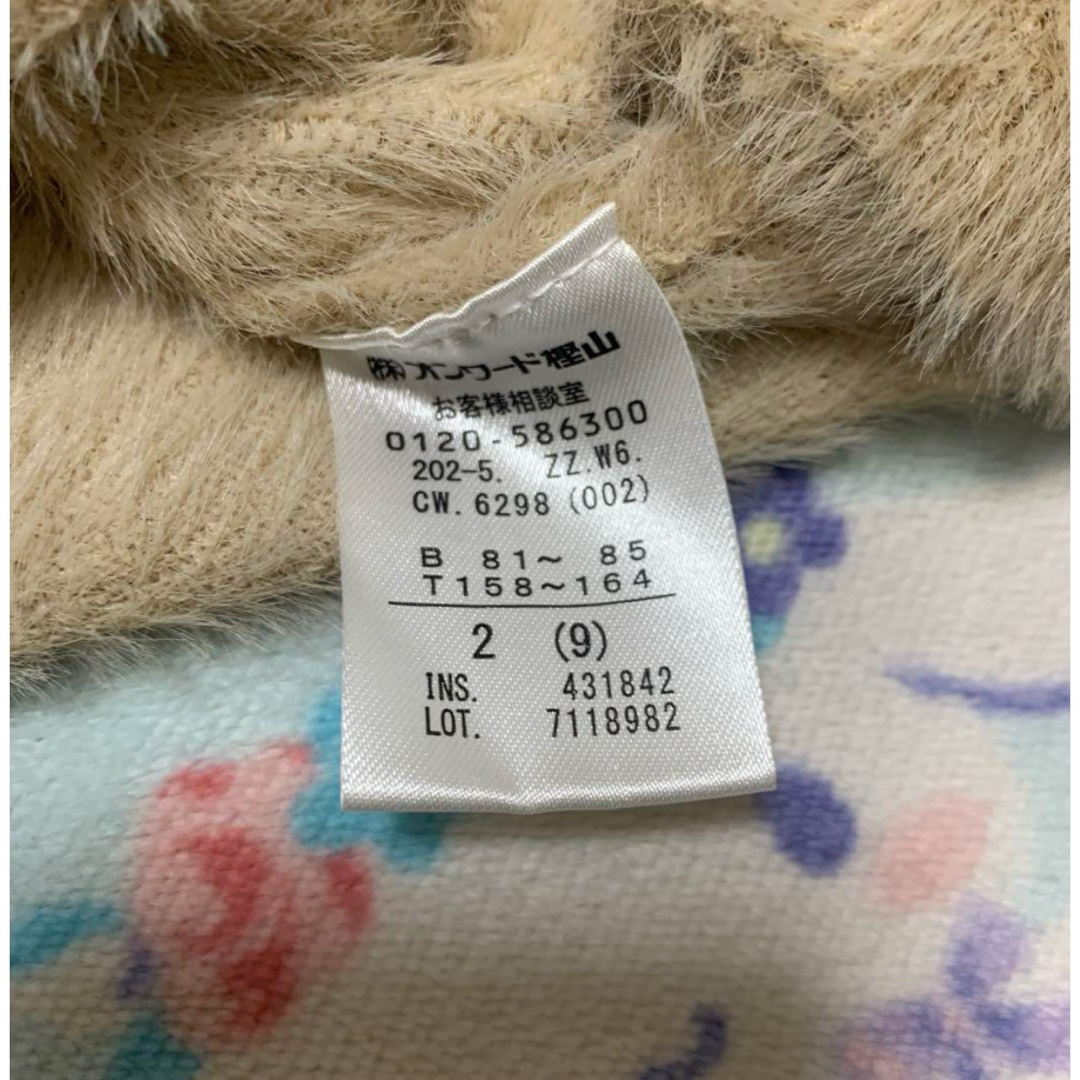 ㈱オンワード樫山
お客様相談室
0120-586300
202-5. ZZ.W6.
CW. 6298 (002)
B 81〜 85
T158〜164
2 (9)
INS. 431842
LOT. 7118982